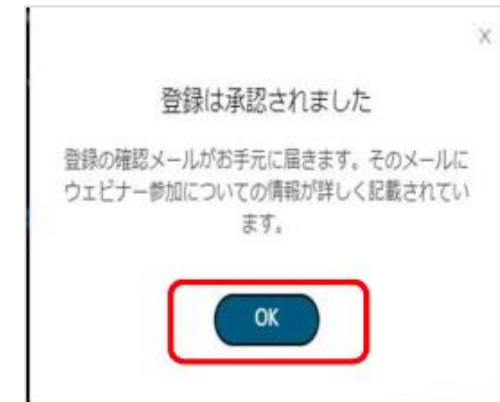 登録は承認されました
登録の確認メールがお手元に届きます。そのメールに
ウェビナー参加についての情報が詳しく記載されてい
ます。
OK